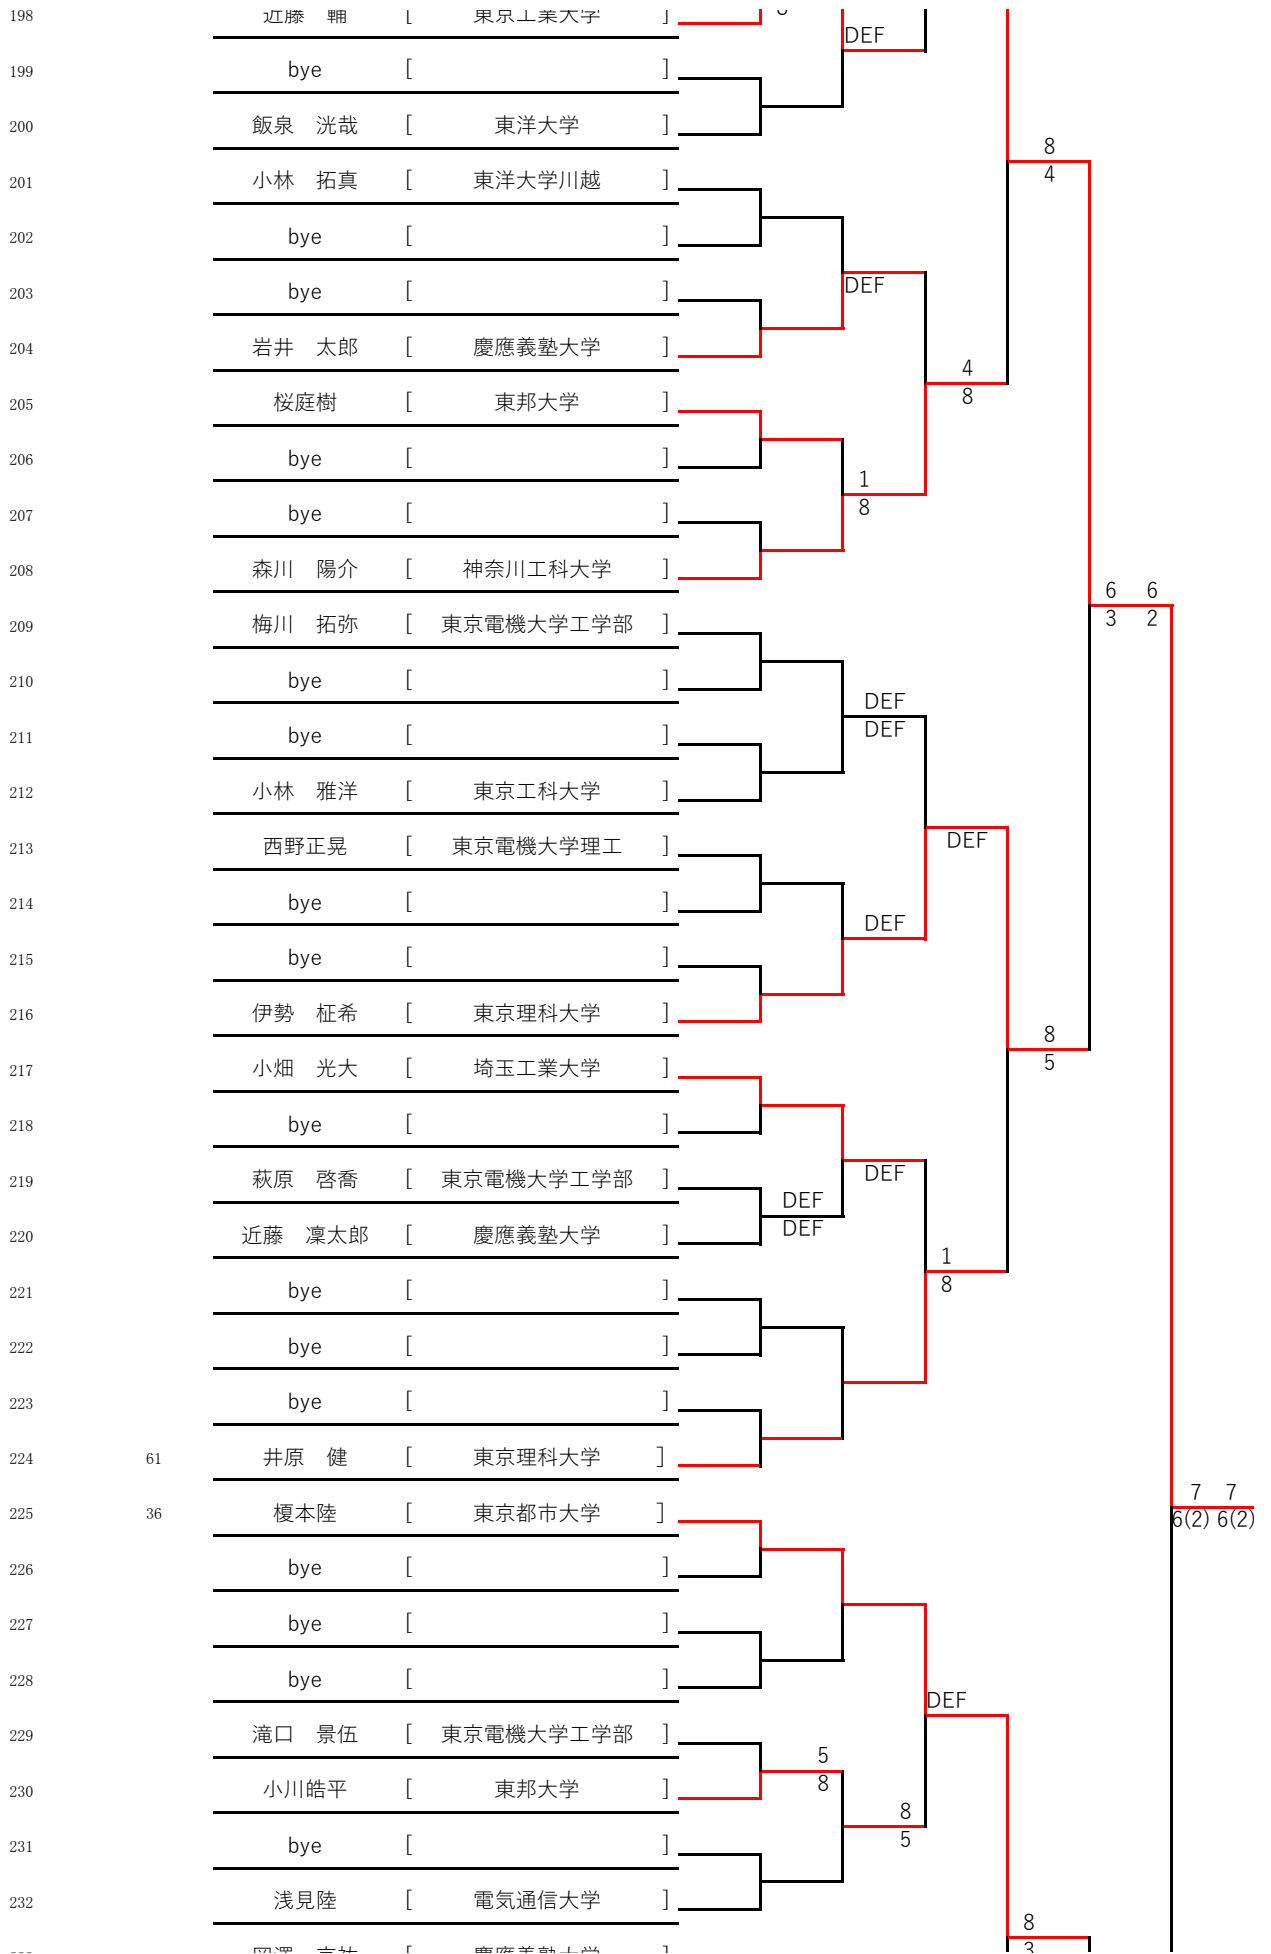 198 近藤　輔 [ 東京工業大学 ]
DEF
199 bye [ ]
200 飯泉　洸哉 [ 東洋大学 ]
8
201 小林　拓真 [ 東洋大学川越 ]
4
202 bye [ ]
203 bye [ ]
DEF
204 岩井　太郎 [ 慶應義塾大学 ]
4
205 桜庭樹 [ 東邦大学 ]
8
206 bye [ ]
1
207 bye [ ]
8
208 森川　陽介 [ 神奈川工科大学 ]
6 6
209 梅川　拓弥 [ 東京電機大学工学部 ]
3 2
210 bye [ ]
DEF
211 bye [ ]
DEF
212 小林　雅洋 [ 東京工科大学 ]
213 西野正晃 [ 東京電機大学理工 ]
DEF
214 bye [ ]
DEF
215 bye [ ]
216 伊勢　柾希 [ 東京理科大学 ]
8
217 小畑　光大 [ 埼玉工業大学 ]
5
218 bye [ ]
219 萩原　啓喬 [ 東京電機大学工学部 ]
DEF
DEF
220 近藤　凜太郎 [ 慶應義塾大学 ]
DEF
1
221 bye [ ]
8
222 bye [ ]
223 bye [ ]
224 61 井原　健 [ 東京理科大学 ]
7 7
225 36 榎本陸 [ 東京都市大学 ]
6(2) 6(2)
226 bye [ ]
227 bye [ ]
228 bye [ ]
DEF
229 滝口　景伍 [ 東京電機大学工学部 ]
5
230 小川皓平 [ 東邦大学 ]
8
8
231 bye [ ]
5
232 浅見陸 [ 電気通信大学 ]
8
3